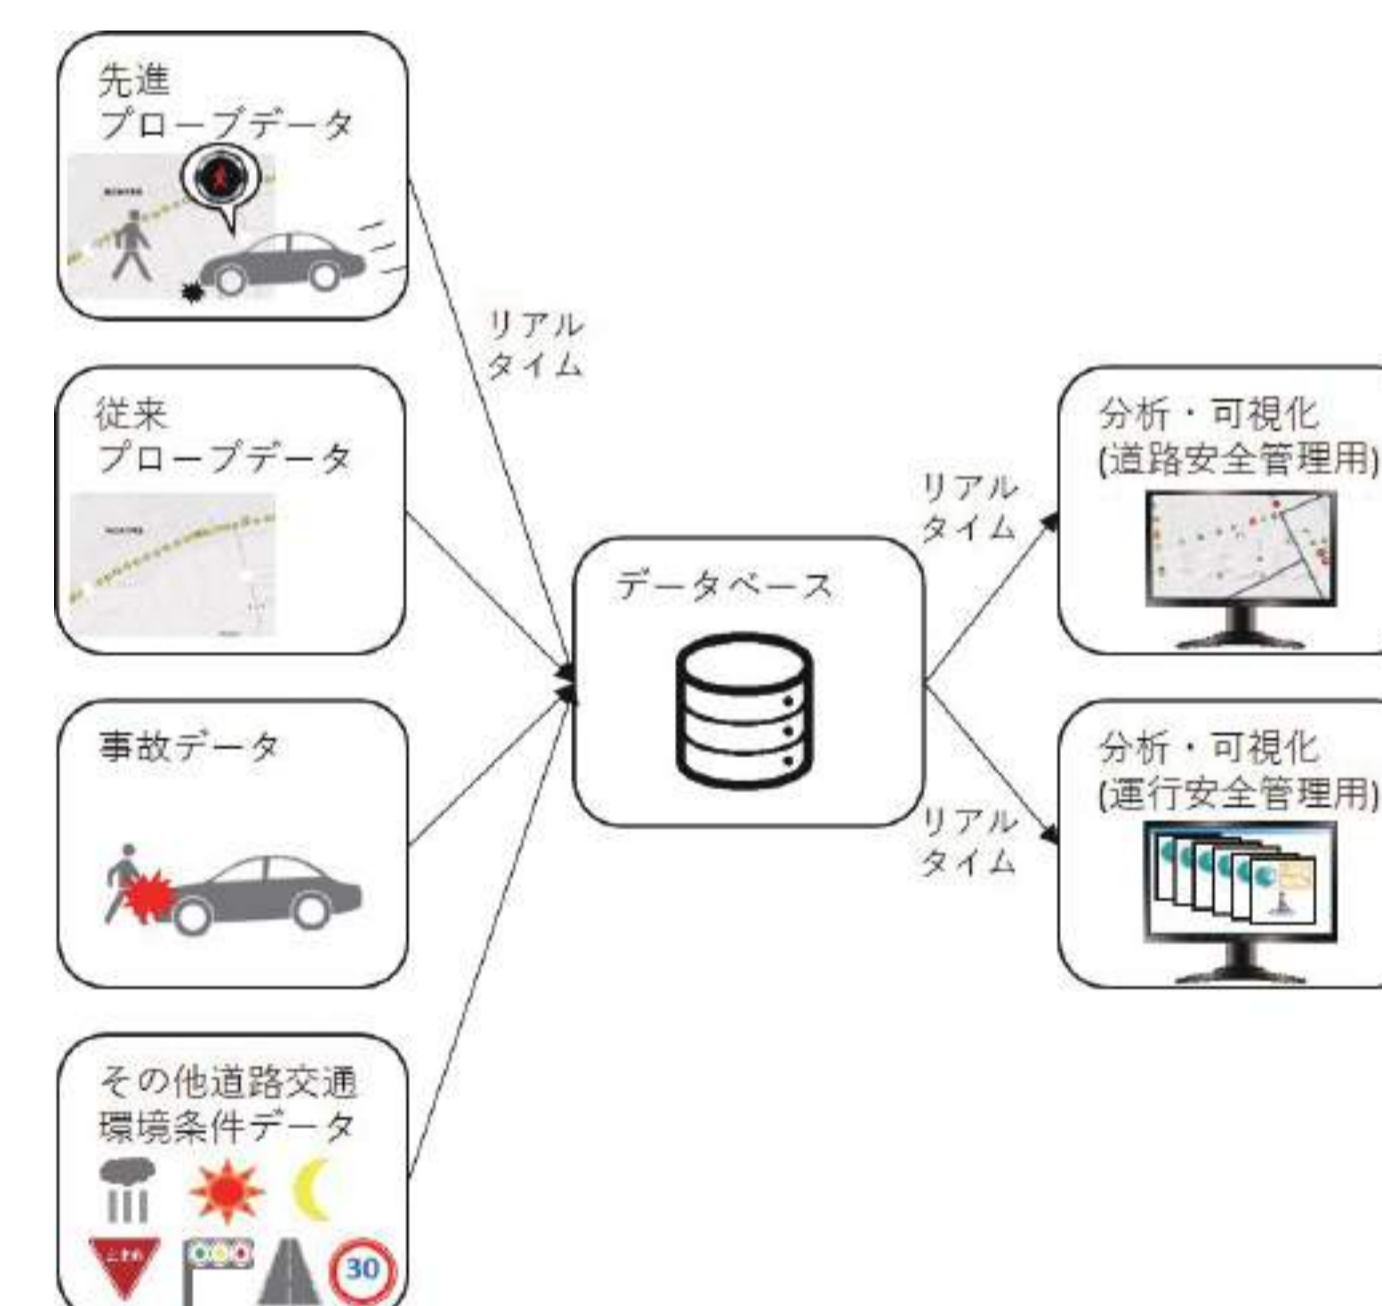 先進
プローブデータ
リアル
タイム
従来
プローブデータ
事故データ
その他道路交通
環境条件データ
30
データベース
リアル
タイム
リアル
タイム
分析・可視化
(道路安全管理用)
分析・可視化
(運行安全管理用)